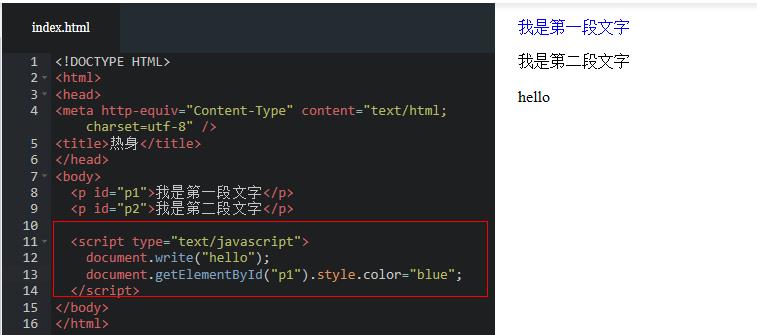 index.html
1 <!DOCTYPE HTML>
2 <html>
3 <head>
4 <meta http-equiv="Content-Type" content="text/html;
charset=utf-8" />
5 <title>热身</title>
6 </head>
7 <body>
8 <p id="p1">我是第一段文字</p>
9 <p id="p2">我是第二段文字</p>
10
11 <script type="text/javascript">
12 document.write("hello");
13 document.getElementById("p1").style.color="blue";
14 </script>
15 </body>
16 </html>
我是第一段文字
我是第二段文字
hello